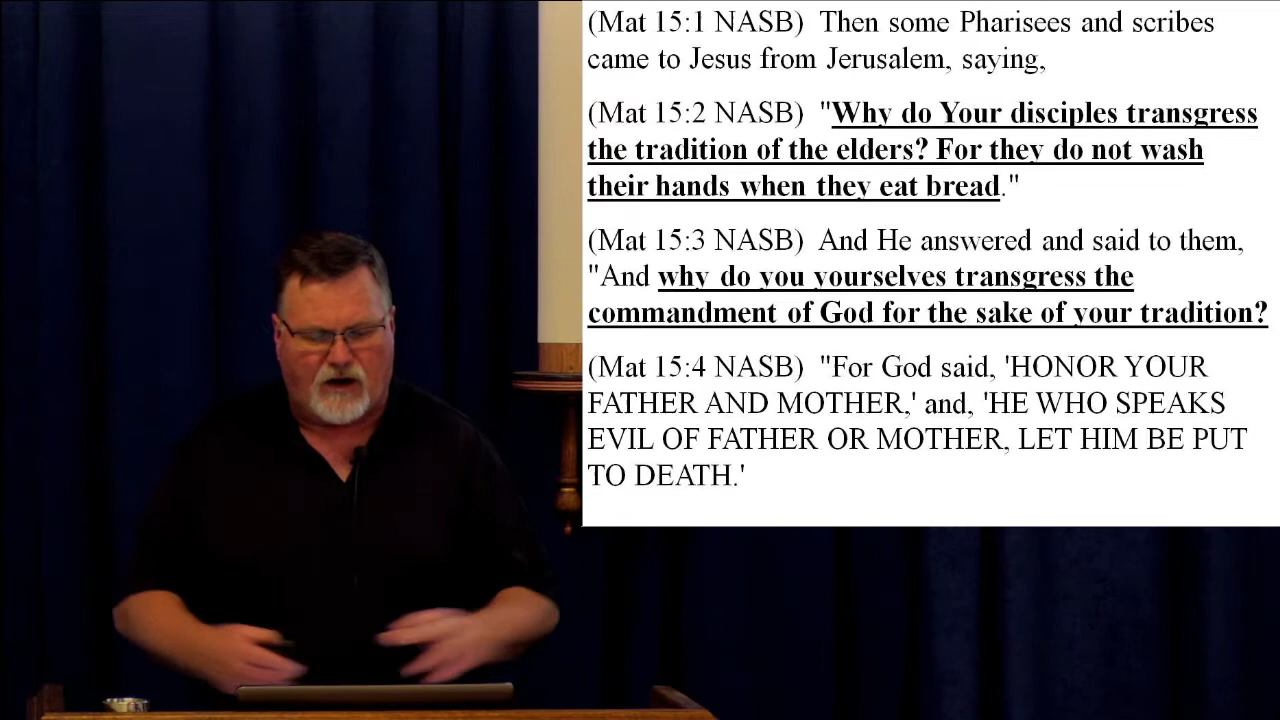 (Mat 15:1 NASB) Then some Pharisees and scribes
came to Jesus from Jerusalem, saying,
(Mat 15:2 NASB) "Why do Your disciples transgress
the tradition of the elders? For they do not wash
their hands when they eat bread."
(Mat 15:3 NASB) And He answered and said to them,
"And why do you yourselves transgress the
commandment of God for the sake of your tradition?
(Mat 15:4 NASB) "For God said, 'HONOR YOUR
FATHER AND MOTHER,' and, 'HE WHO SPEAKS
EVIL OF FATHER OR MOTHER, LET HIM BE PUT
TO DEATH.'